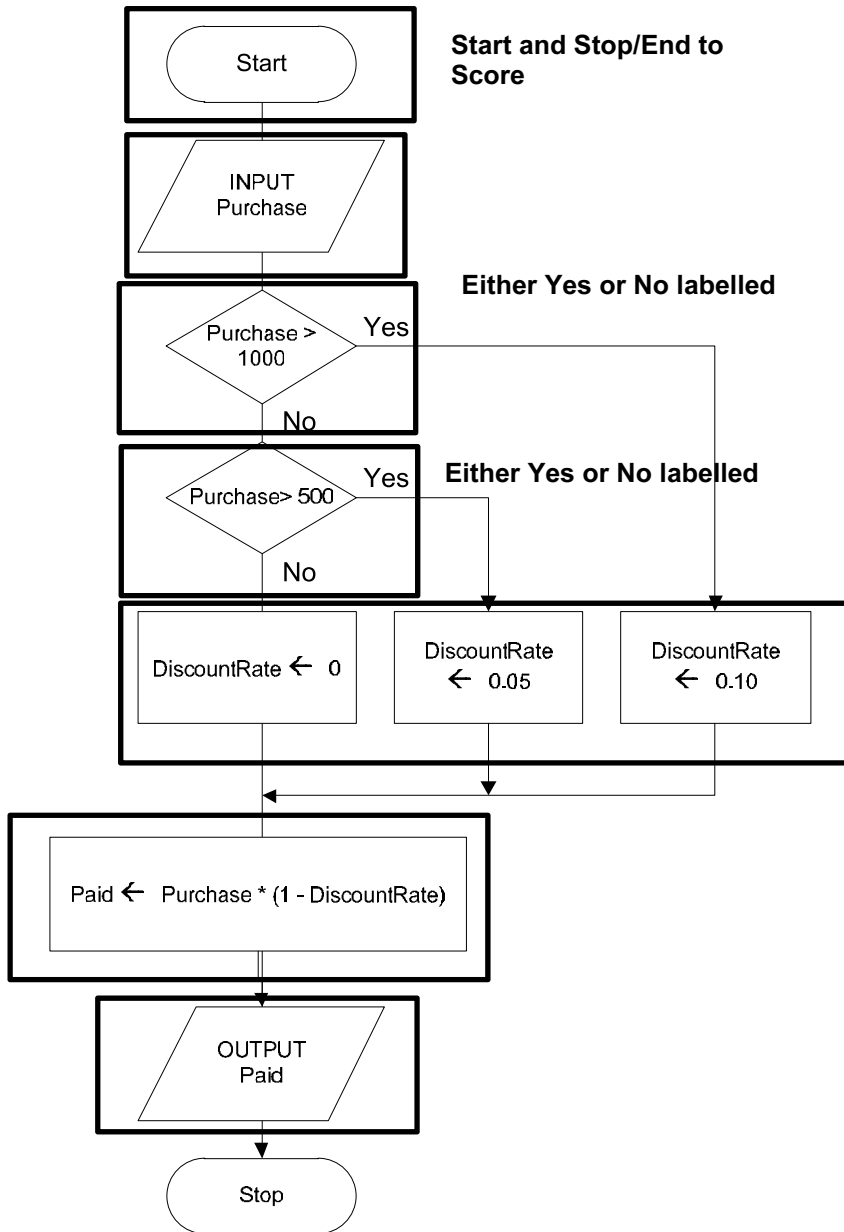 Start
Start and Stop/End to
Score
INPUT
Purchase
Either Yes or No labelled
Purchase >
1000
Yes
No
Either Yes or No labelled
Purchase> 500
Yes
No
DiscountRate ← 0
DiscountRate
← 0.05
DiscountRate
← 0.10
Paid ← Purchase * (1 - DiscountRate)
OUTPUT
Paid
Stop